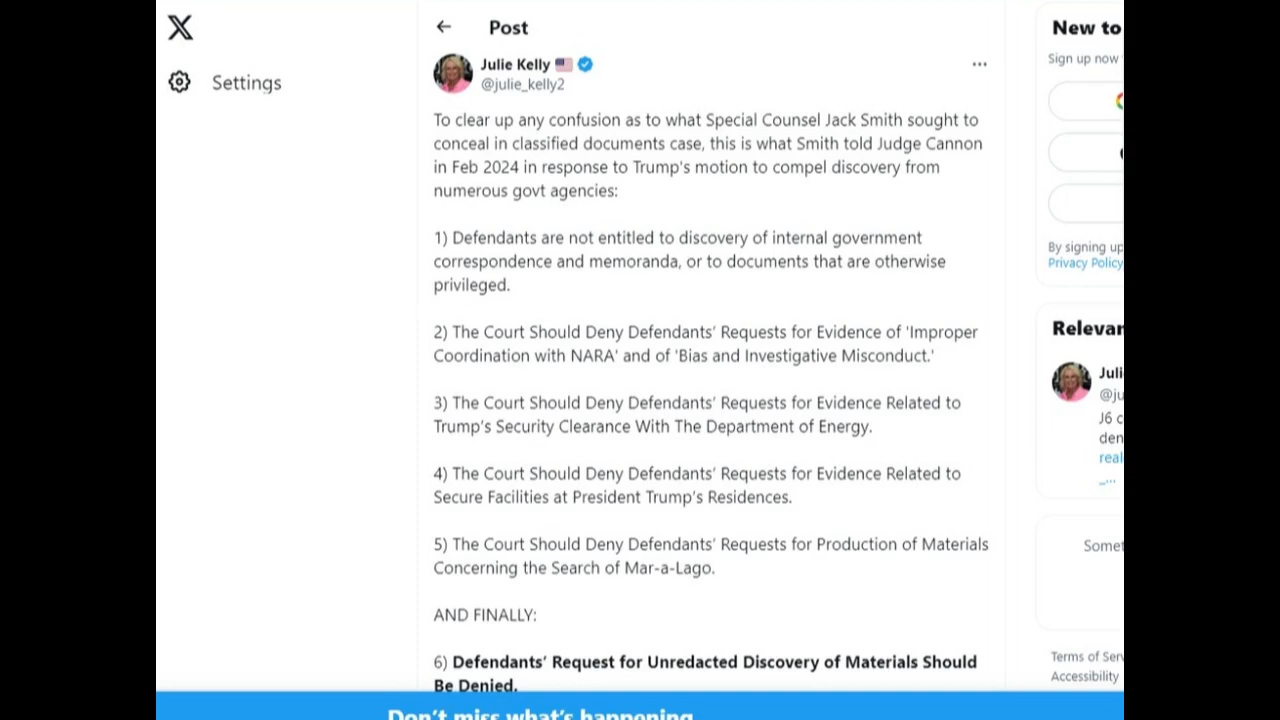 Post
Settings
Julie Kelly
@julie_kelly2
To clear up any confusion as to what Special Counsel Jack Smith sought to
conceal in classified documents case, this is what Smith told Judge Cannon
in Feb 2024 in response to Trump's motion to compel discovery from
numerous govt agencies:
1) Defendants are not entitled to discovery of internal government
correspondence and memoranda, or to documents that are otherwise
privileged.
2) The Court Should Deny Defendants' Requests for Evidence of 'Improper
Coordination with NARA' and of 'Bias and Investigative Misconduct.'
3) The Court Should Deny Defendants' Requests for Evidence Related to
Trump's Security Clearance With The Department of Energy.
4) The Court Should Deny Defendants' Requests for Evidence Related to
Secure Facilities at President Trump's Residences.
5) The Court Should Deny Defendants' Requests for Production of Materials
Concerning the Search of Mar-a-Lago.
AND FINALLY:
6) Defendants' Request for Unredacted Discovery of Materials Should
Be Denied.
Don't miss what's happening
New to
Sign up now
By signing up
Privacy Policy
J6
Terms of
Accessibility